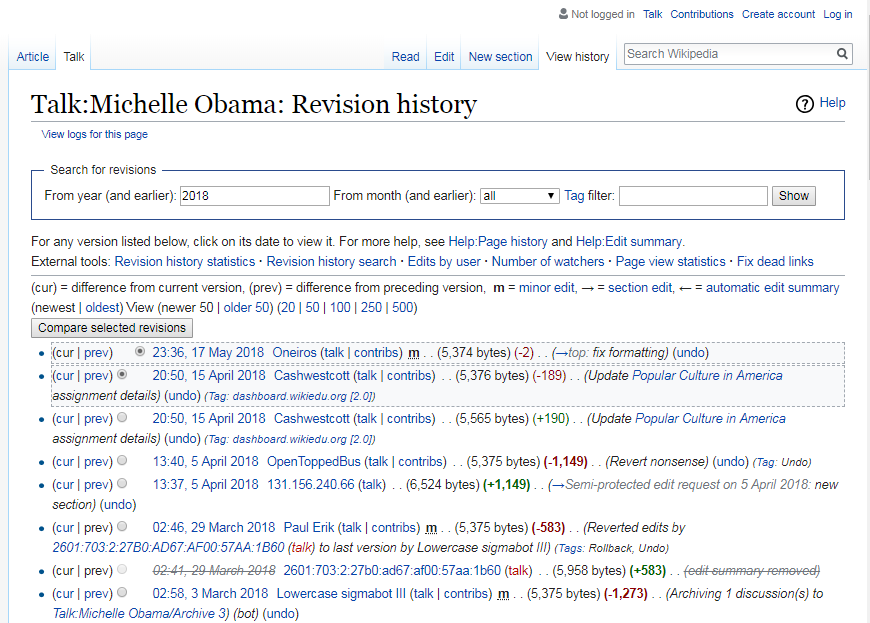 Not logged in Talk Contributions Create account Log in
Article Talk Read Edit New section View history Search Wikipedia
Talk:Michelle Obama: Revision history
Help
View logs for this page
Search for revisions
From year (and earlier): 2018 From month (and earlier): all Tag filter: Show
For any version listed below, click on its date to view it. For more help, see Help:Page history and Help:Edit summary.
External tools: Revision history statistics · Revision history search · Edits by user · Number of watchers · Page view statistics · Fix dead links
(cur) = difference from current version, (prev) = difference from preceding version, m = minor edit, → = section edit, ← = automatic edit summary
(newest | oldest) View (newer 50 | older 50) (20 | 50 | 100 | 250 | 500)
Compare selected revisions
• (cur | prev) 23:36, 17 May 2018 Oneiros (talk | contribs) m . . (5,374 bytes) (-2) . . (→top: fix formatting) (undo)
• (cur | prev) 20:50, 15 April 2018 Cashwestcott (talk | contribs) . . (5,376 bytes) (-189) . . (Update Popular Culture in America
assignment details) (undo) (Tag: dashboard.wikiedu.org [2.0])
• (cur | prev) 20:50, 15 April 2018 Cashwestcott (talk | contribs) . . (5,565 bytes) (+190) . . (Update Popular Culture in America
assignment details) (undo) (Tag: dashboard.wikiedu.org [2.0])
• (cur | prev) 13:40, 5 April 2018 OpenToppedBus (talk | contribs) . . (5,375 bytes) (-1,149) . . (Revert nonsense) (undo) (Tag: Undo)
• (cur | prev) 13:37, 5 April 2018 131.156.240.66 (talk) . . (6,524 bytes) (+1,149) . . (→Semi-protected edit request on 5 April 2018: new
section) (undo)
• (cur | prev) 02:46, 29 March 2018 Paul Erik (talk | contribs) m . . (5,375 bytes) (-583) . . (Reverted edits by
2601:703:2:27B0:AD67:AF00:57AA:1B60 (talk) to last version by Lowercase sigmabot III) (Tags: Rollback, Undo)
• (cur | prev) 02:41, 29 March 2018 2601:703:2:27b0:ad67:af00:57aa:1b60 (talk) . . (5,958 bytes) (+583) . . (edit summary removed)
• (cur | prev) 02:58, 3 March 2018 Lowercase sigmabot III (talk | contribs) m . . (5,375 bytes) (-1,273) . . (Archiving 1 discussion(s) to
Talk:Michelle Obama/Archive 3) (bot) (undo)